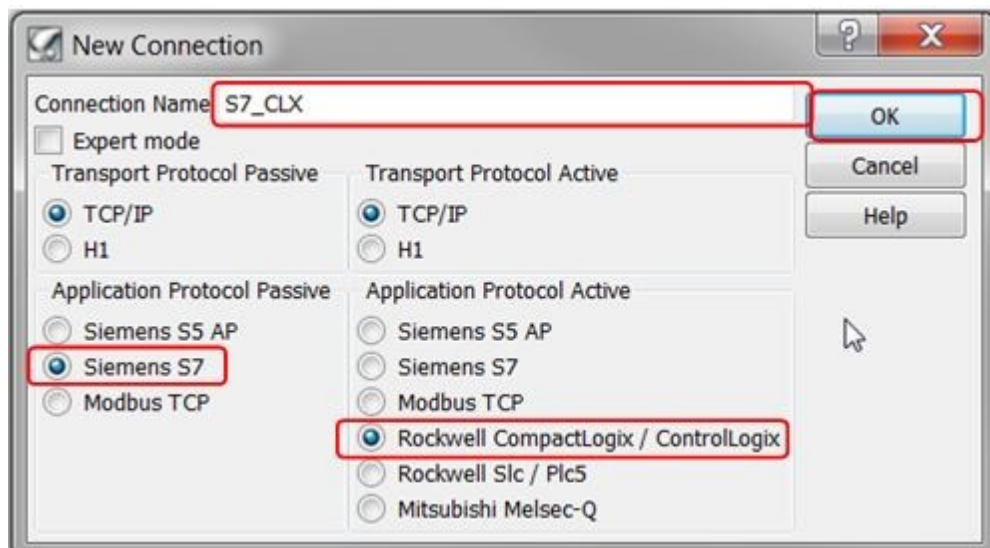 New Connection
Connection Name S7_CLX
OK
Expert mode
Cancel
Transport Protocol Passive
Transport Protocol Active
Help
TCP/IP
TCP/IP
H1
H1
Application Protocol Passive
Application Protocol Active
Siemens S5 AP
Siemens S5 AP
Siemens S7
Siemens S7
Modbus TCP
Modbus TCP
Rockwell CompactLogix / ControlLogix
Rockwell Slc / Plc5
Mitsubishi Melsec-Q